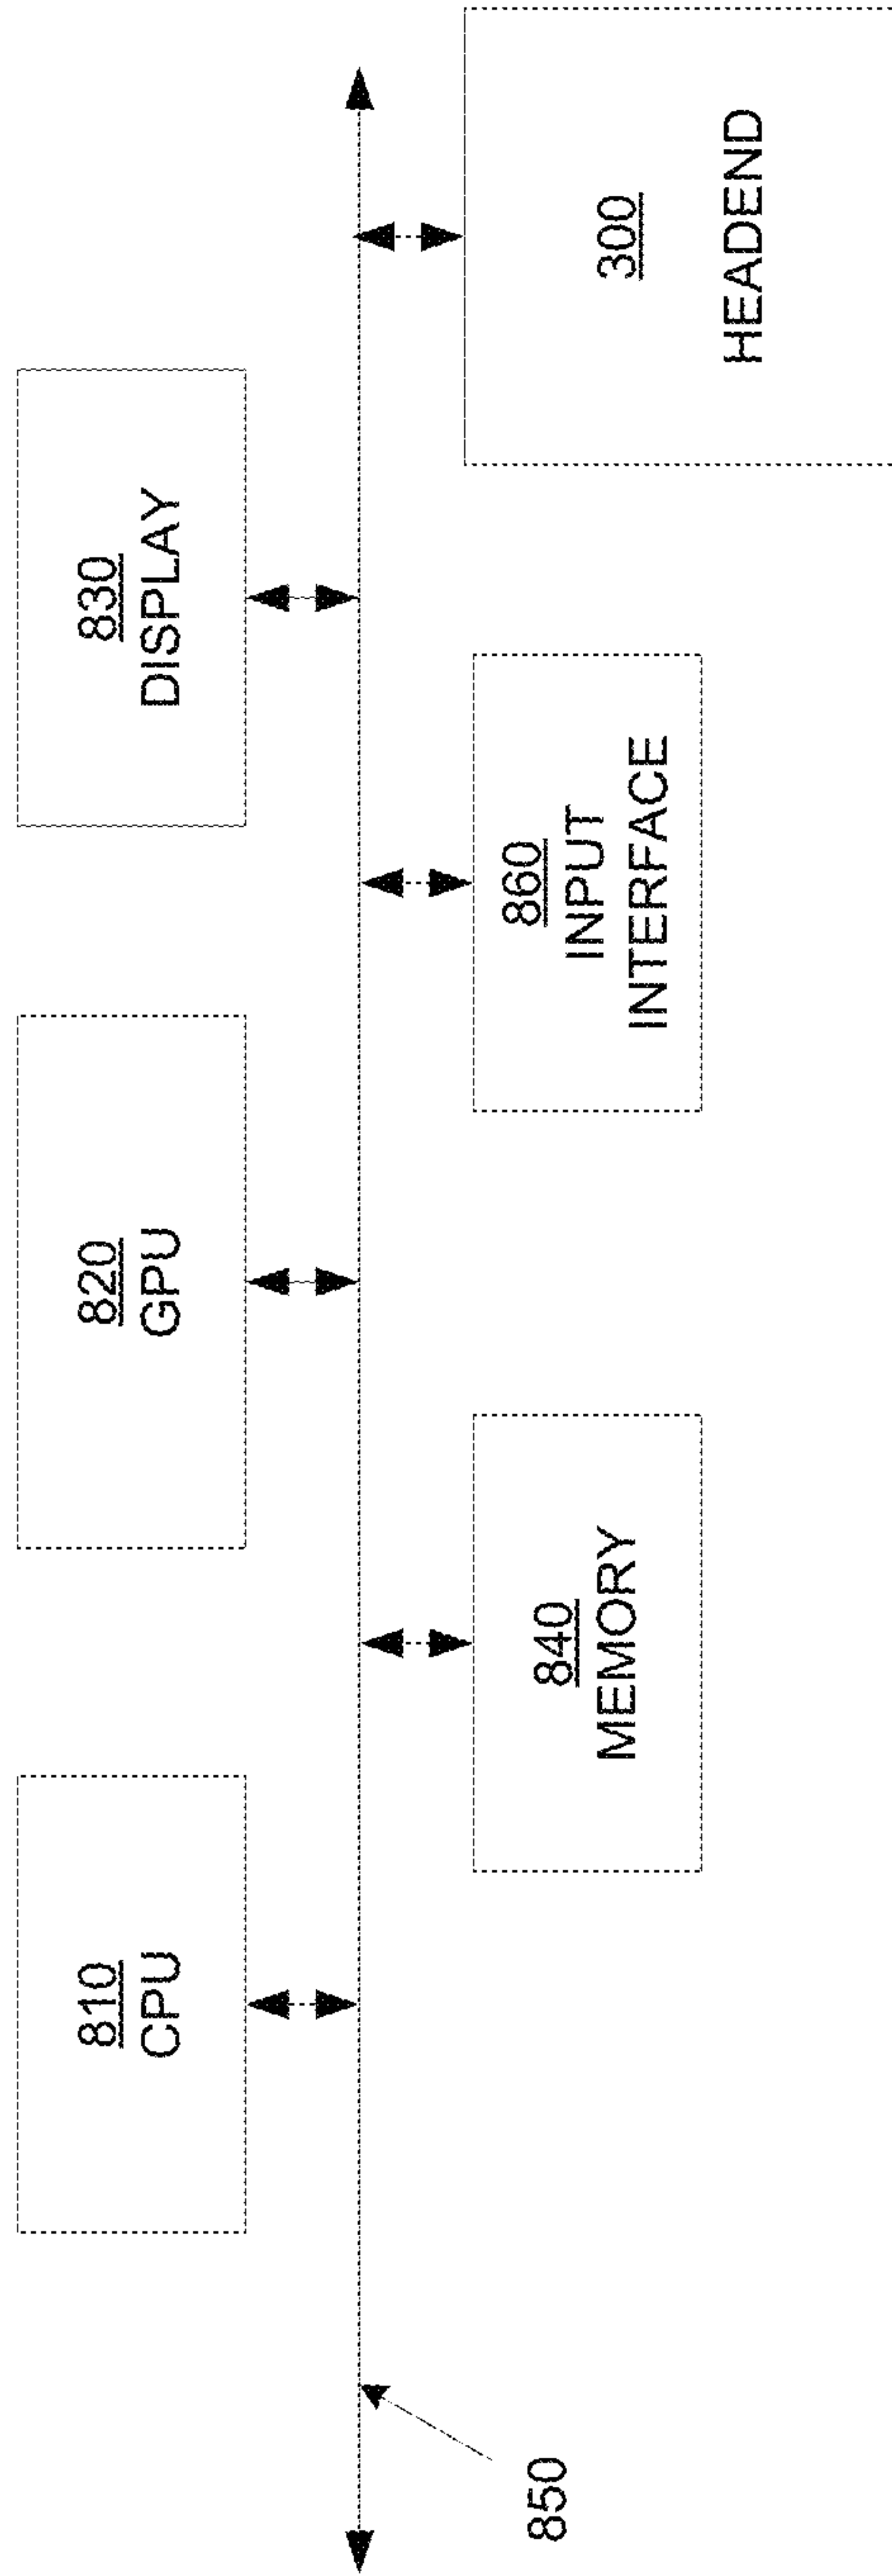 810
CPU
820
GPU
830
DISPLAY
850
840
MEMORY
860
INPUT
INTERFACE
300
HEADEND